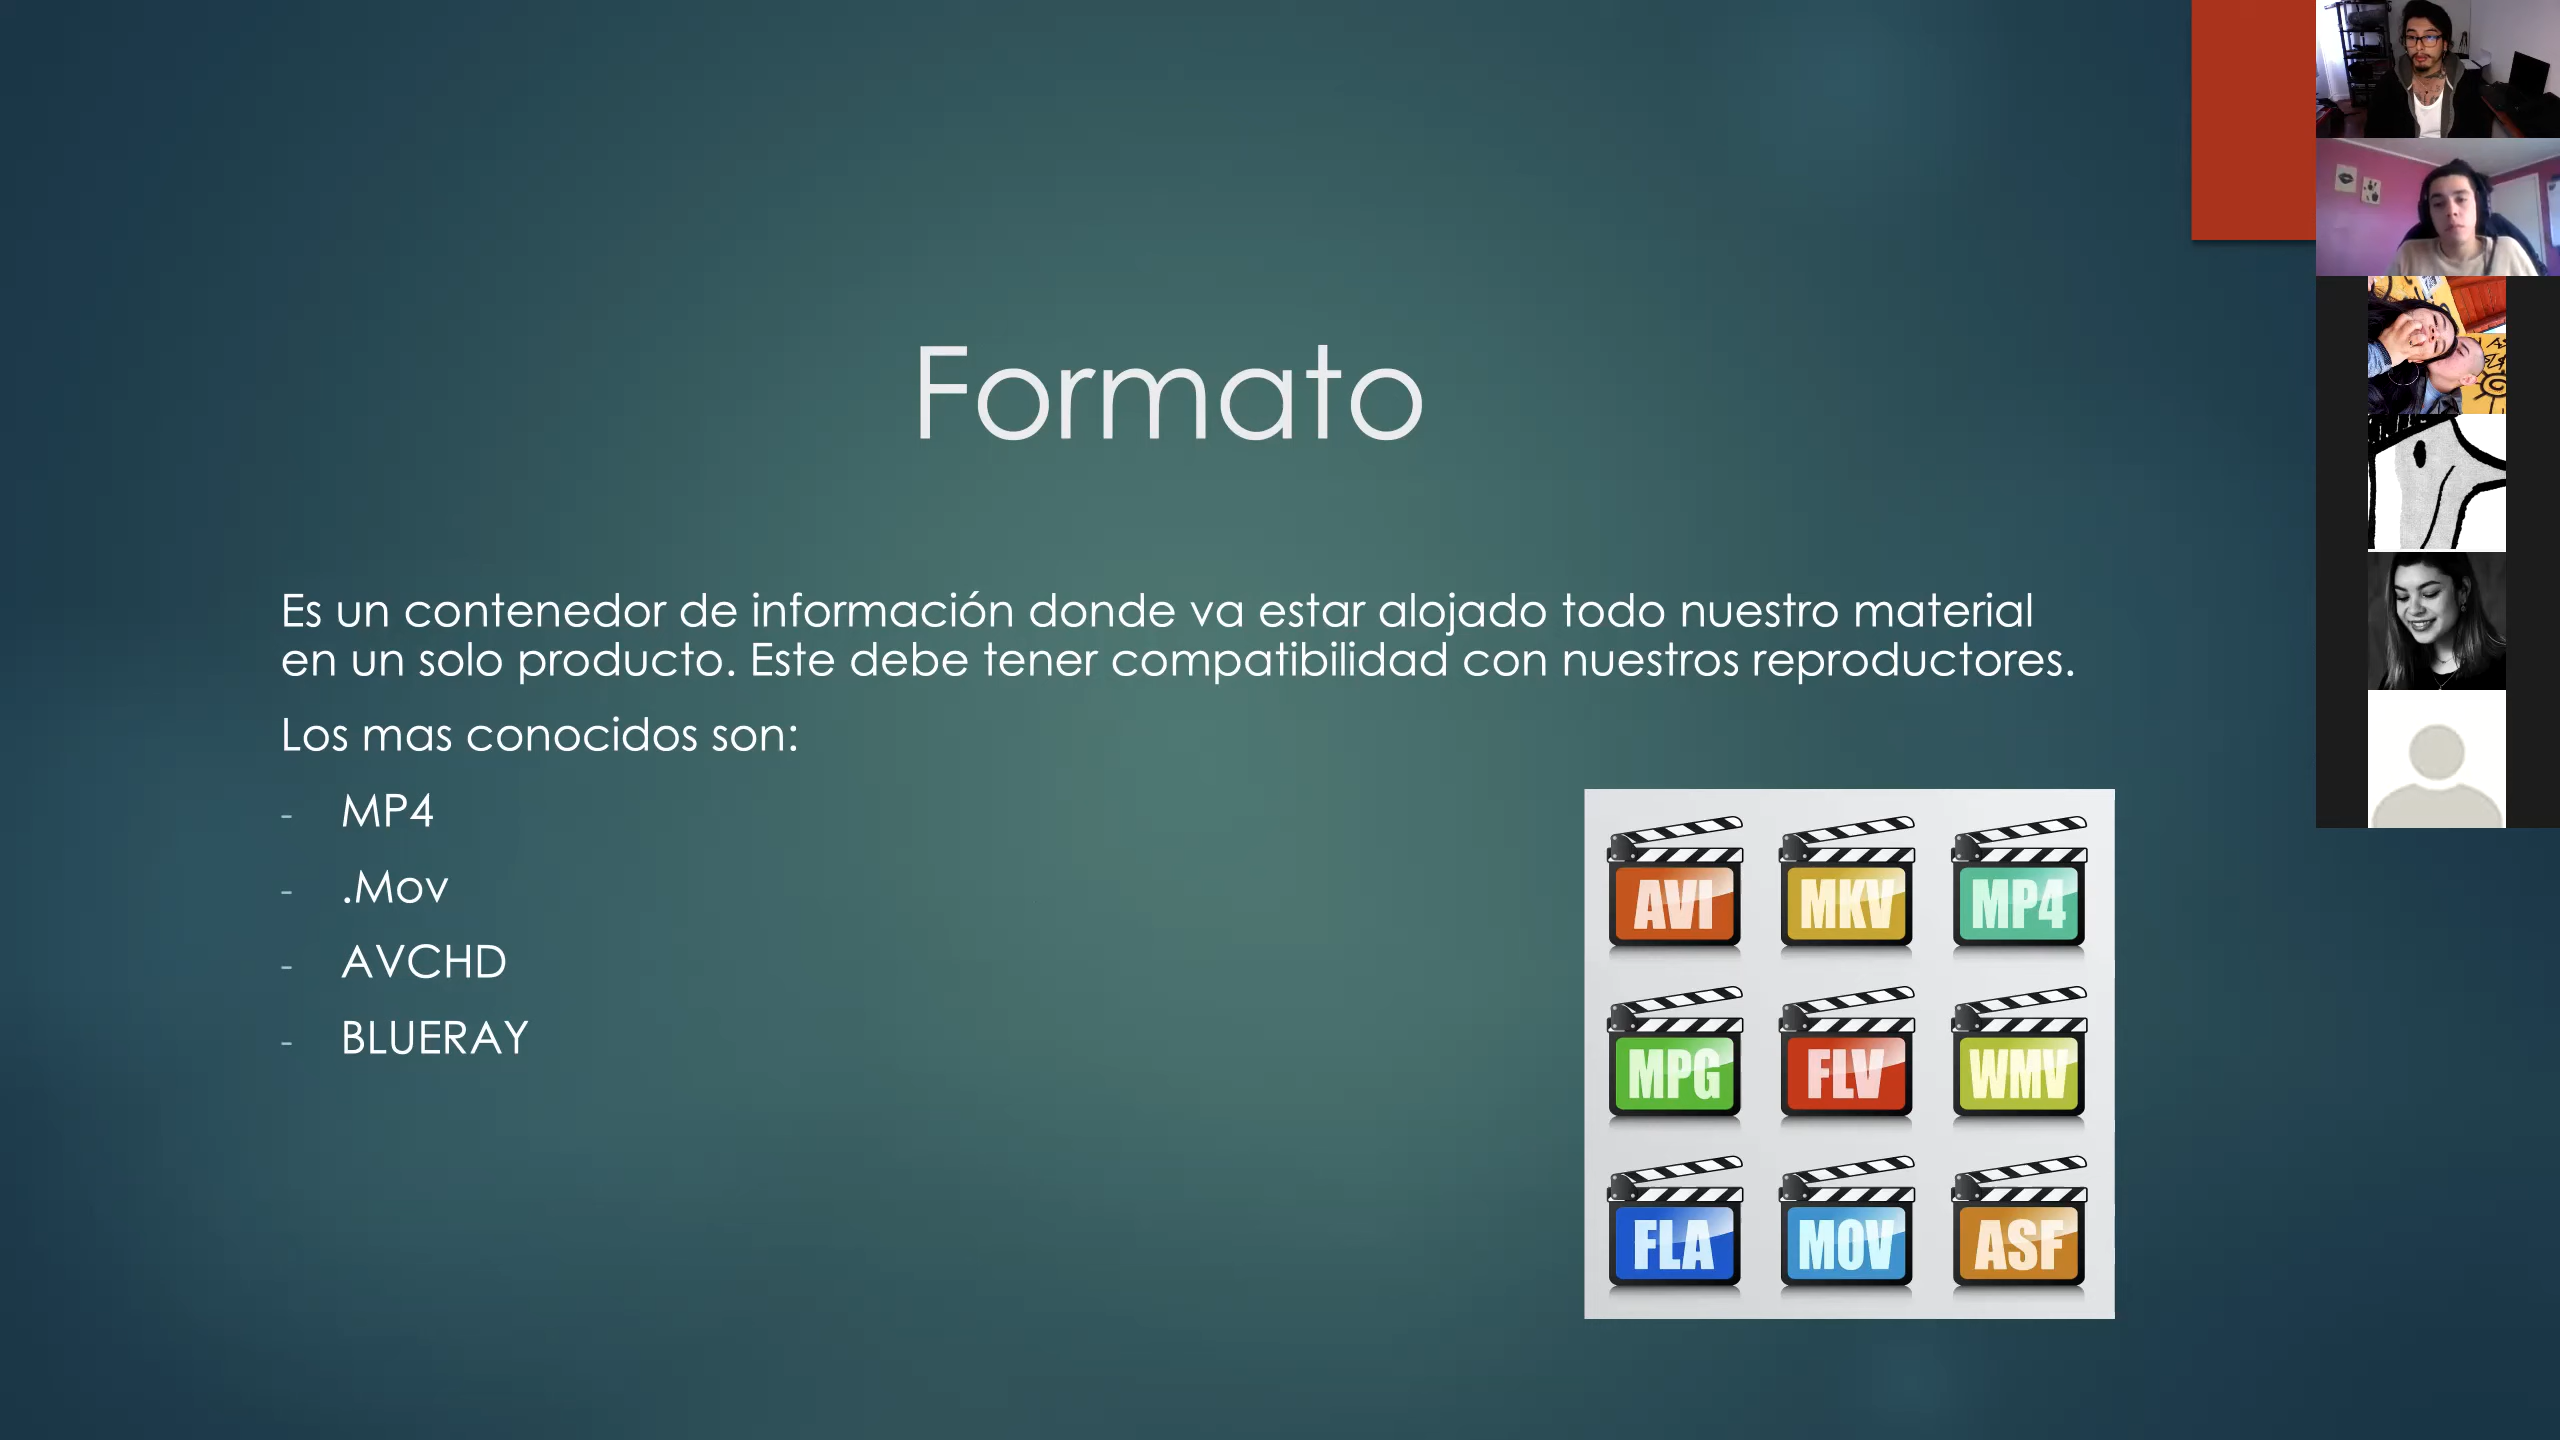 Formato
Es un contenedor de información donde va estar alojado todo nuestro material
en un solo producto. Este debe tener compatibilidad con nuestros reproductores.
Los mas conocidos son:
- MP4
- .Mov
- AVCHD
- BLUERAY
AVI MKV MP4
MPG FLV WMV
FLA MOV ASF